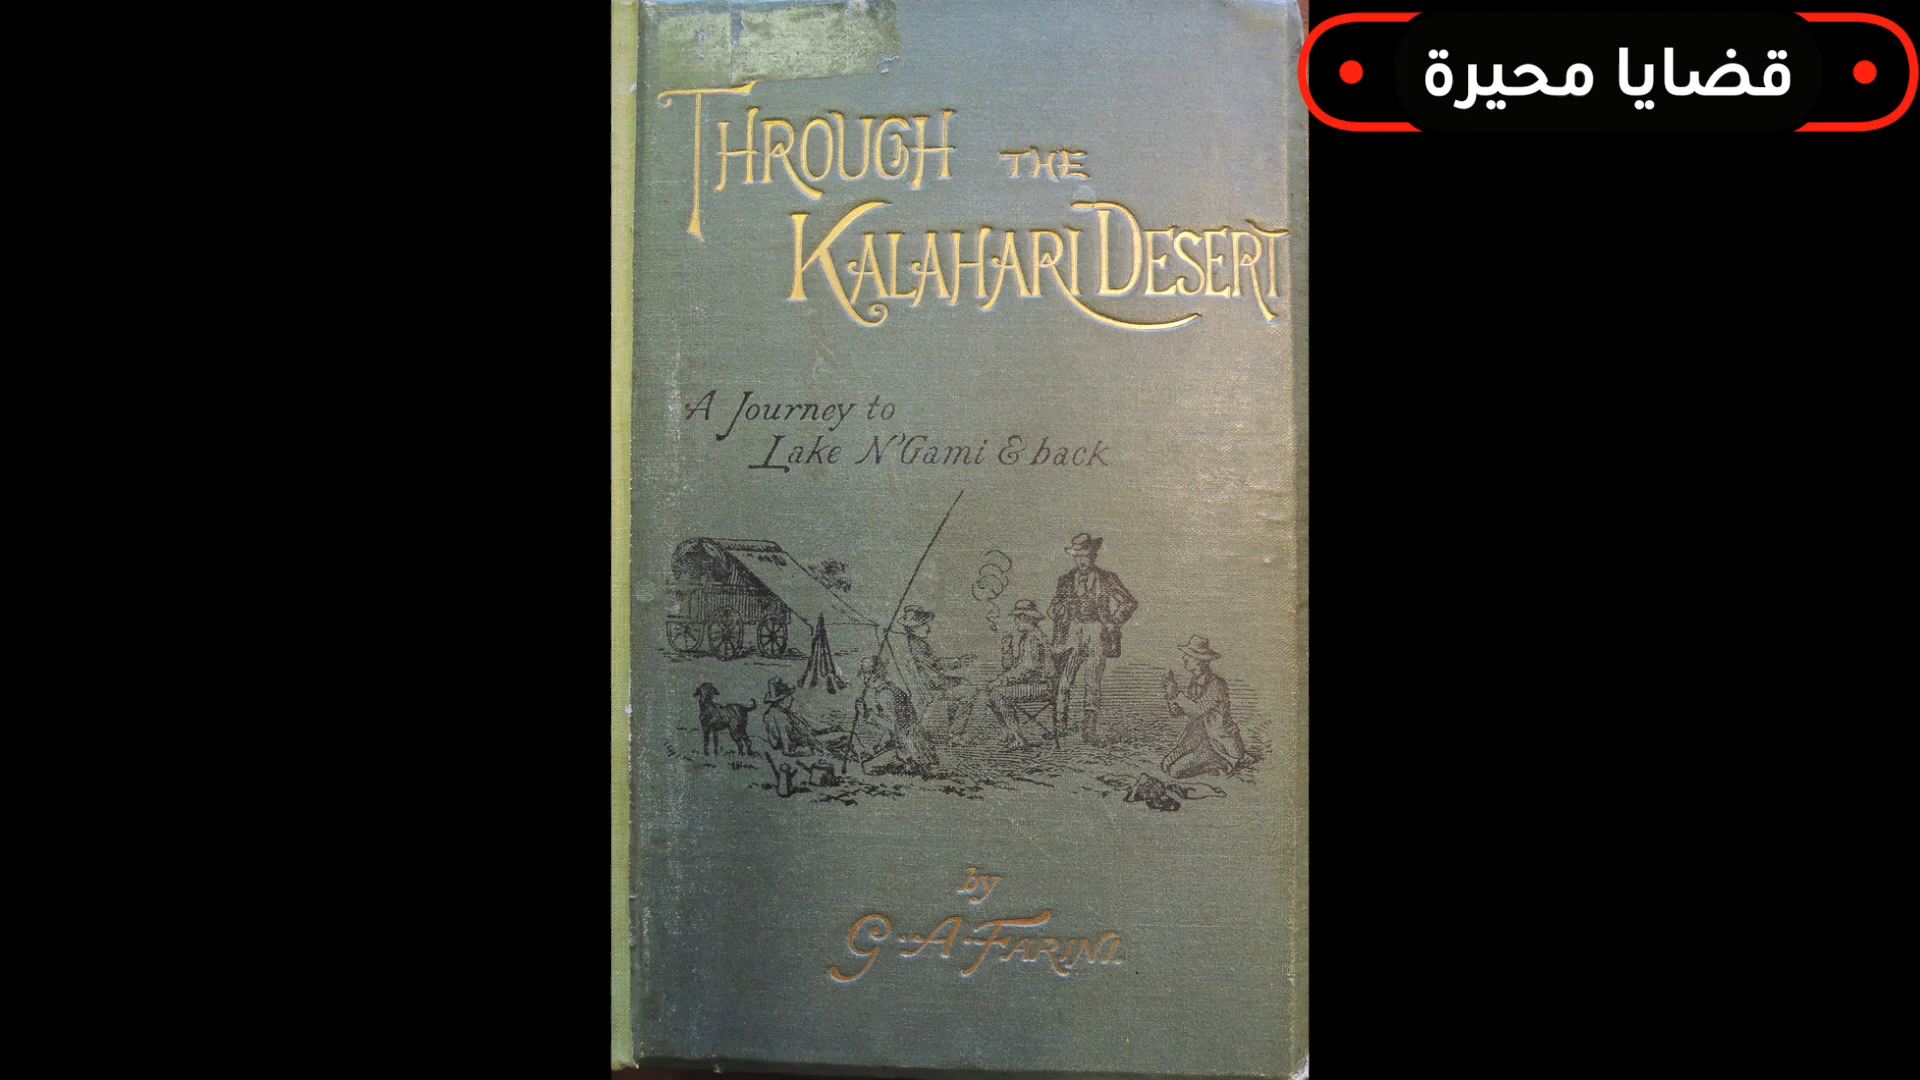 قضايا محيرة
THROUGH THE
KALAHARI DESERT
A Journey to
Lake N'Gami & back
by
G. A. FARINI.